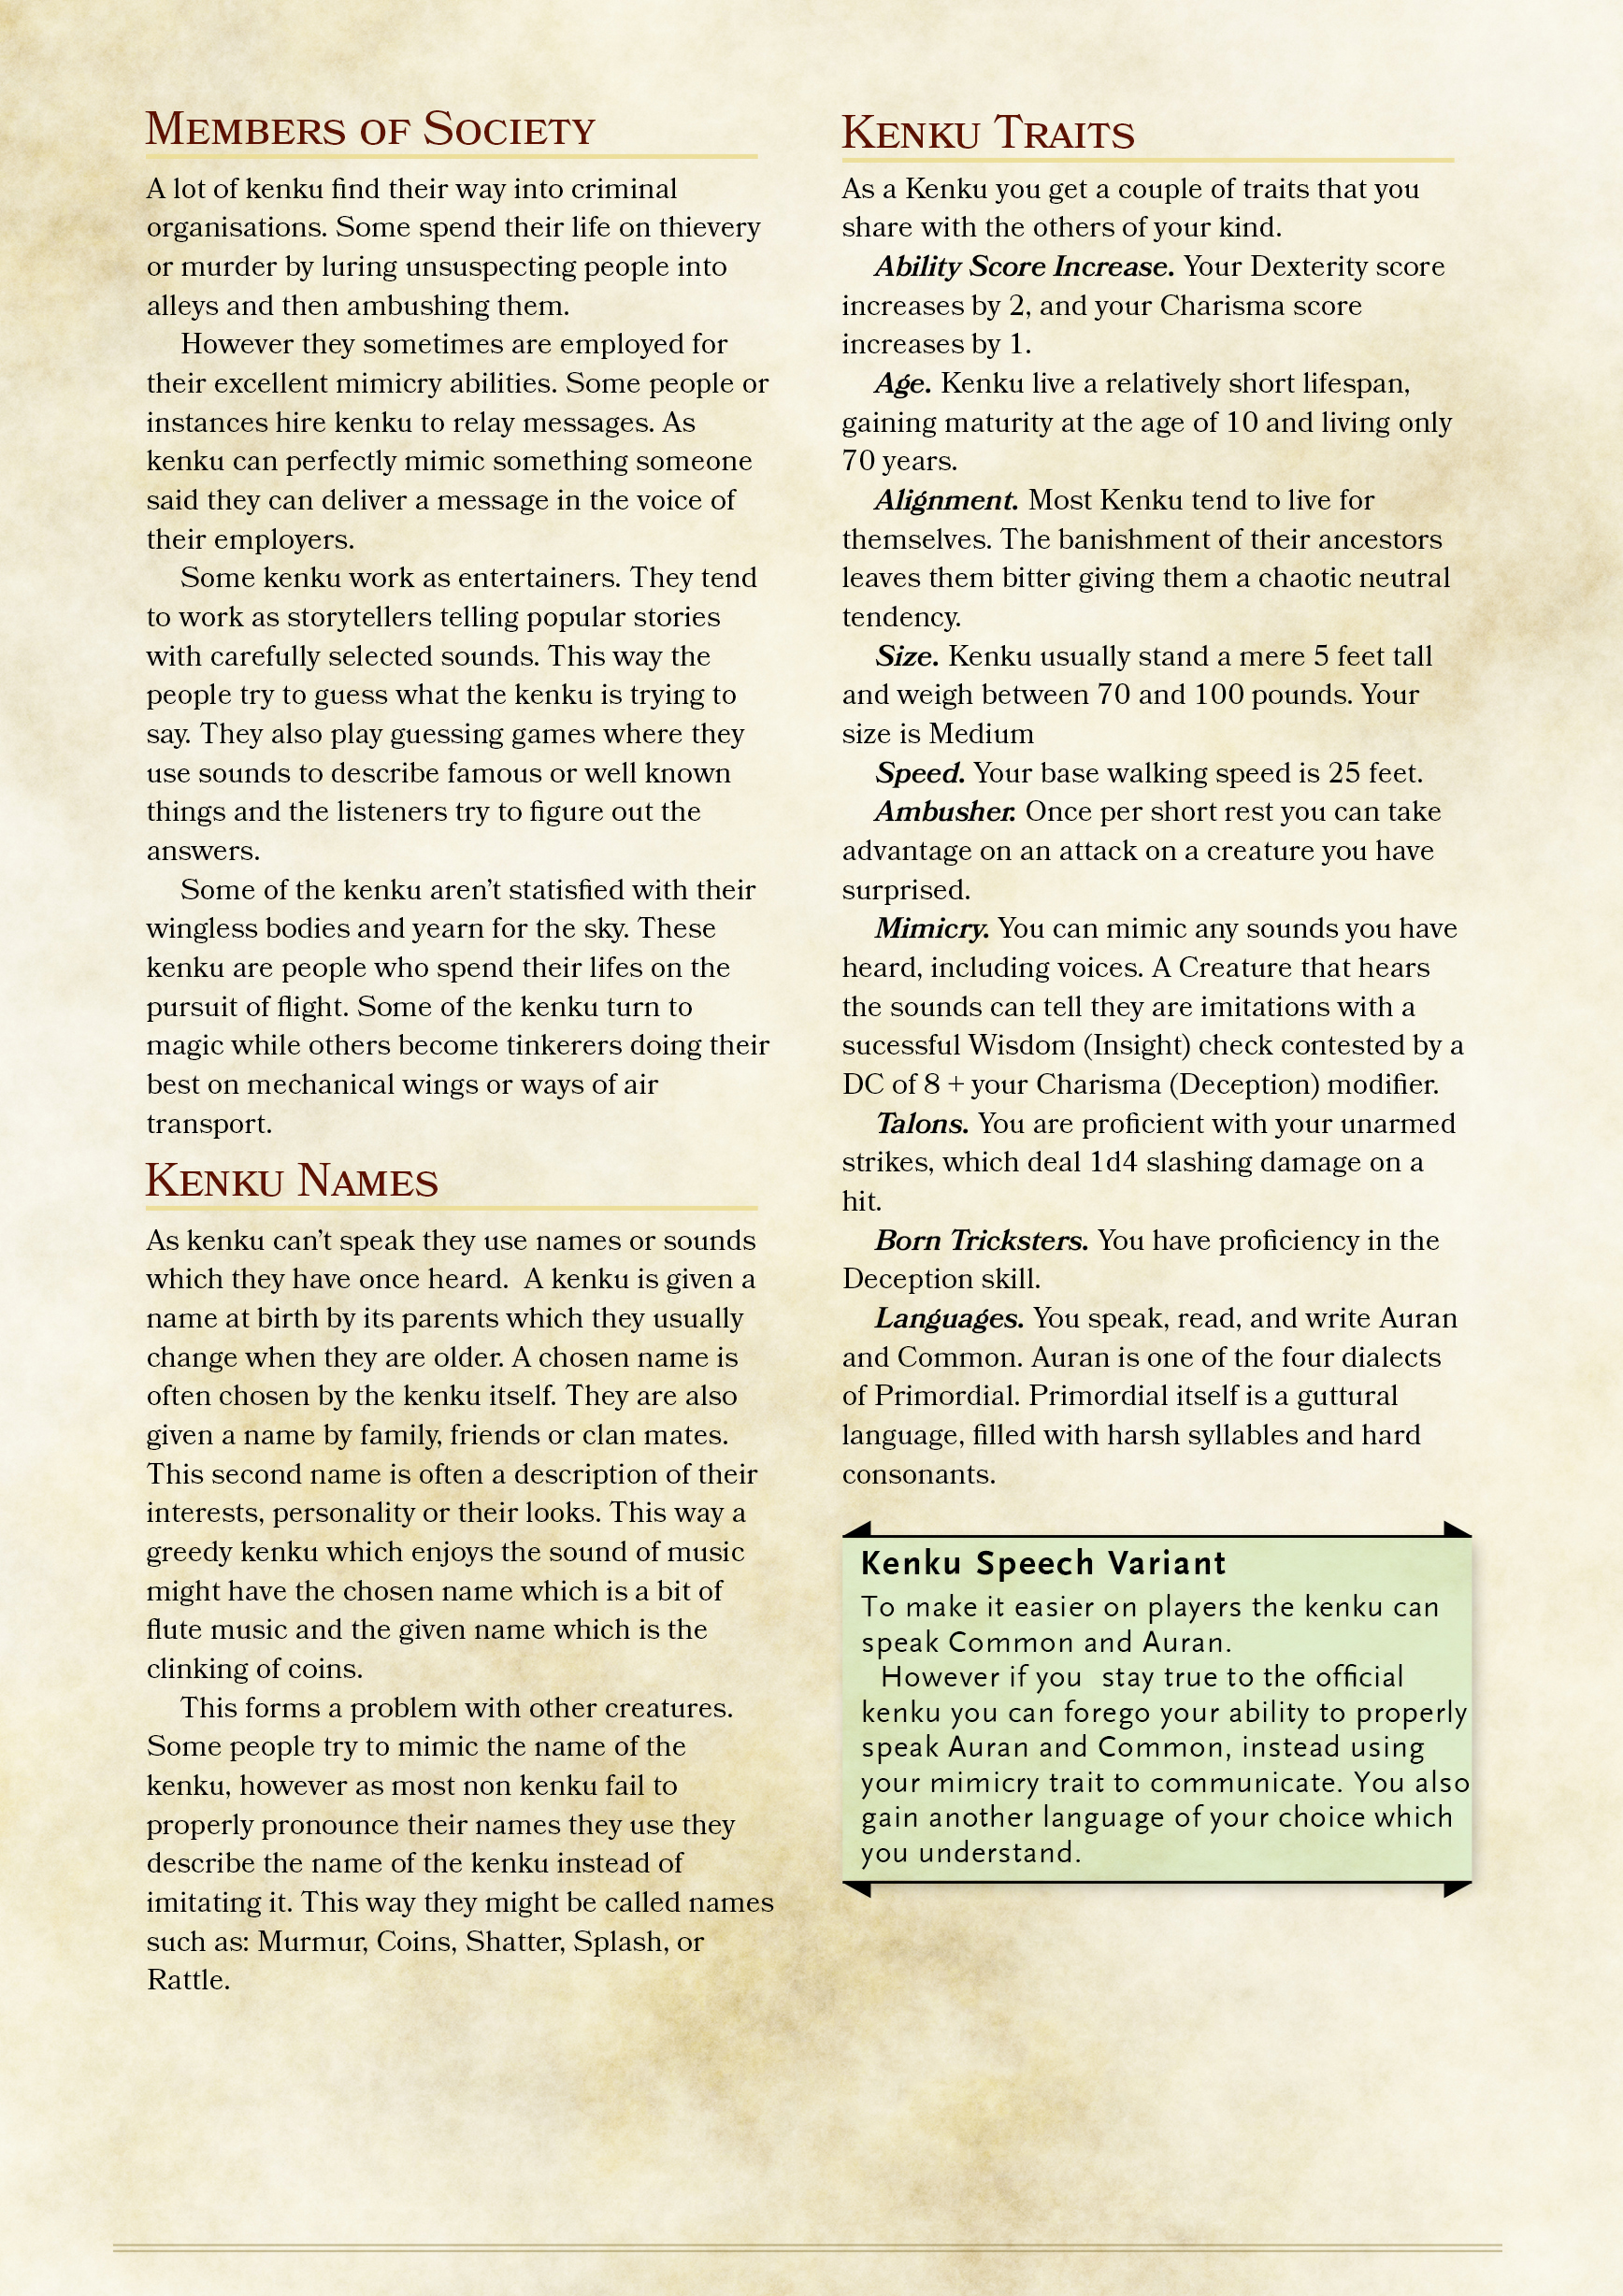 Members of Society
A lot of kenku find their way into criminal
organisations. Some spend their life on thievery
or murder by luring unsuspecting people into
alleys and then ambushing them.
However they sometimes are employed for
their excellent mimicry abilities. Some people or
instances hire kenku to relay messages. As
kenku can perfectly mimic something someone
said they can deliver a message in the voice of
their employers.
Some kenku work as entertainers. They tend
to work as storytellers telling popular stories
with carefully selected sounds. This way the
people try to guess what the kenku is trying to
say. They also play guessing games where they
use sounds to describe famous or well known
things and the listeners try to figure out the
answers.
Some of the kenku aren't statisfied with their
wingless bodies and yearn for the sky. These
kenku are people who spend their lifes on the
pursuit of flight. Some of the kenku turn to
magic while others become tinkerers doing their
best on mechanical wings or ways of air
transport.
Kenku Names
As kenku can't speak they use names or sounds
which they have once heard.  A kenku is given a
name at birth by its parents which they usually
change when they are older. A chosen name is
often chosen by the kenku itself. They are also
given a name by family, friends or clan mates.
This second name is often a description of their
interests, personality or their looks. This way a
greedy kenku which enjoys the sound of music
might have the chosen name which is a bit of
flute music and the given name which is the
clinking of coins.
This forms a problem with other creatures.
Some people try to mimic the name of the
kenku, however as most non kenku fail to
properly pronounce their names they use they
describe the name of the kenku instead of
imitating it. This way they might be called names
such as: Murmur, Coins, Shatter, Splash, or
Rattle.
Kenku Traits
As a Kenku you get a couple of traits that you
share with the others of your kind.
Ability Score Increase. Your Dexterity score
increases by 2, and your Charisma score
increases by 1.
Age. Kenku live a relatively short lifespan,
gaining maturity at the age of 10 and living only
70 years.
Alignment. Most Kenku tend to live for
themselves. The banishment of their ancestors
leaves them bitter giving them a chaotic neutral
tendency.
Size. Kenku usually stand a mere 5 feet tall
and weigh between 70 and 100 pounds. Your
size is Medium
Speed. Your base walking speed is 25 feet.
Ambusher. Once per short rest you can take
advantage on an attack on a creature you have
surprised.
Mimicry. You can mimic any sounds you have
heard, including voices. A Creature that hears
the sounds can tell they are imitations with a
sucessful Wisdom (Insight) check contested by a
DC of 8 + your Charisma (Deception) modifier.
Talons. You are proficient with your unarmed
strikes, which deal 1d4 slashing damage on a
hit.
Born Tricksters. You have proficiency in the
Deception skill.
Languages. You speak, read, and write Auran
and Common. Auran is one of the four dialects
of Primordial. Primordial itself is a guttural
language, filled with harsh syllables and hard
consonants.
Kenku Speech Variant
To make it easier on players the kenku can
speak Common and Auran.
However if you  stay true to the official
kenku you can forego your ability to properly
speak Auran and Common, instead using
your mimicry trait to communicate. You also
gain another language of your choice which
you understand.